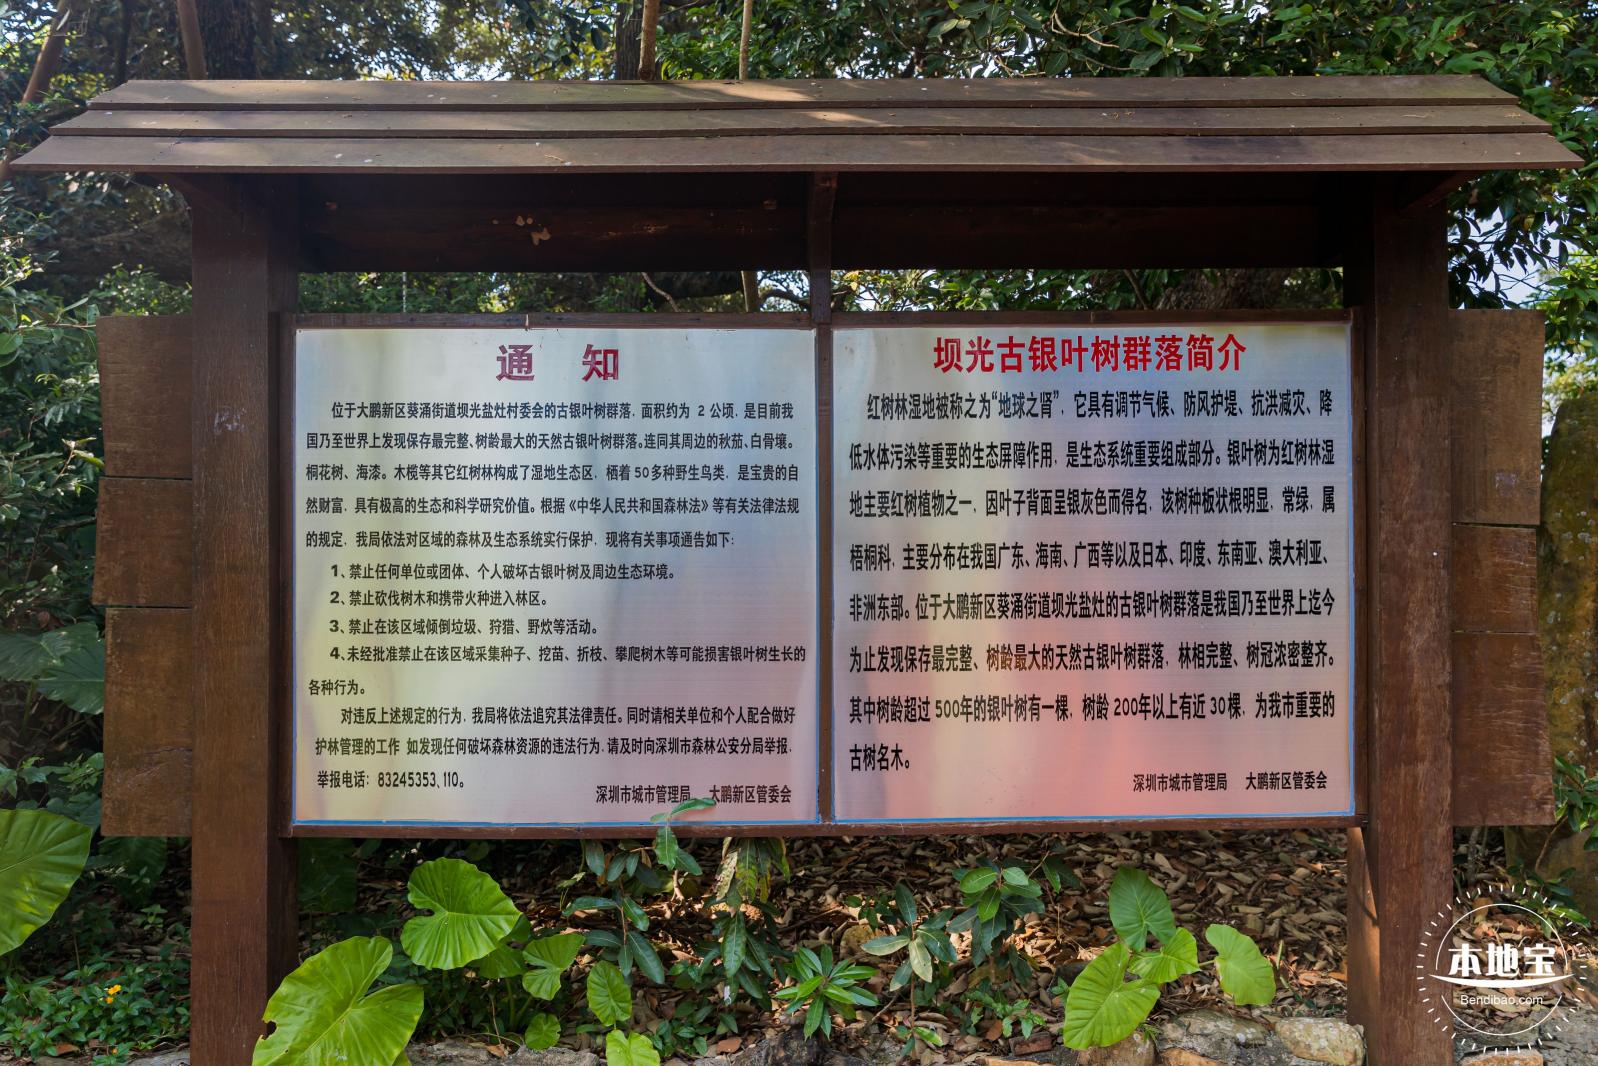 通 知
位于大鹏新区葵涌街道坝光盐灶村委会的古银叶树群落，面积约为 2 公顷，是目前我
国乃至世界上发现保存最完整、树龄最大的天然古银叶树群落。连同其周边的秋茄、白骨壤。
桐花树、海漆。木榄等其它红树林构成了湿地生态区，栖着50多种野生鸟类，是宝贵的自
然财富，具有极高的生态和科学研究价值。根据《中华人民共和国森林法》等有关法律法规
的规定，我局依法对区域的森林及生态系统实行保护，现将有关事项通告如下：
1、禁止任何单位或团体、个人破坏古银叶树及周边生态环境。
2、禁止砍伐树木和携带火种进入林区。
3、禁止在该区域倾倒垃圾、狩猎、野炊等活动。
4、未经批准禁止在该区域采集种子、挖苗、折枝、攀爬树木等可能损害银叶树生长的
各种行为。
对违反上述规定的行为，我局将依法追究其法律责任。同时请相关单位和个人配合做好
护林管理的工作 如发现任何破坏森林资源的违法行为，请及时向深圳市森林公安分局举报，
举报电话：83245353、110。
深圳市城市管理局 大鹏新区管委会
坝光古银叶树群落简介
红树林湿地被称之为“地球之肾”，它具有调节气候、防风护堤、抗洪减灾、降
低水体污染等重要的生态屏障作用，是生态系统重要组成部分。银叶树为红树林湿
地主要红树植物之一，因叶子背面呈银灰色而得名，该树种板状根明显，常绿，属
梧桐科，主要分布在我国广东、海南、广西等以及日本、印度、东南亚、澳大利亚、
非洲东部。位于大鹏新区葵涌街道坝光盐灶的古银叶树群落是我国乃至世界上迄今
为止发现保存最完整、树龄最大的天然古银叶树群落，林相完整、树冠浓密整齐。
其中树龄超过500年的银叶树有一棵，树龄200年以上有近30棵，为我市重要的
古树名木。
深圳市城市管理局 大鹏新区管委会
本地宝
Bendibao.com